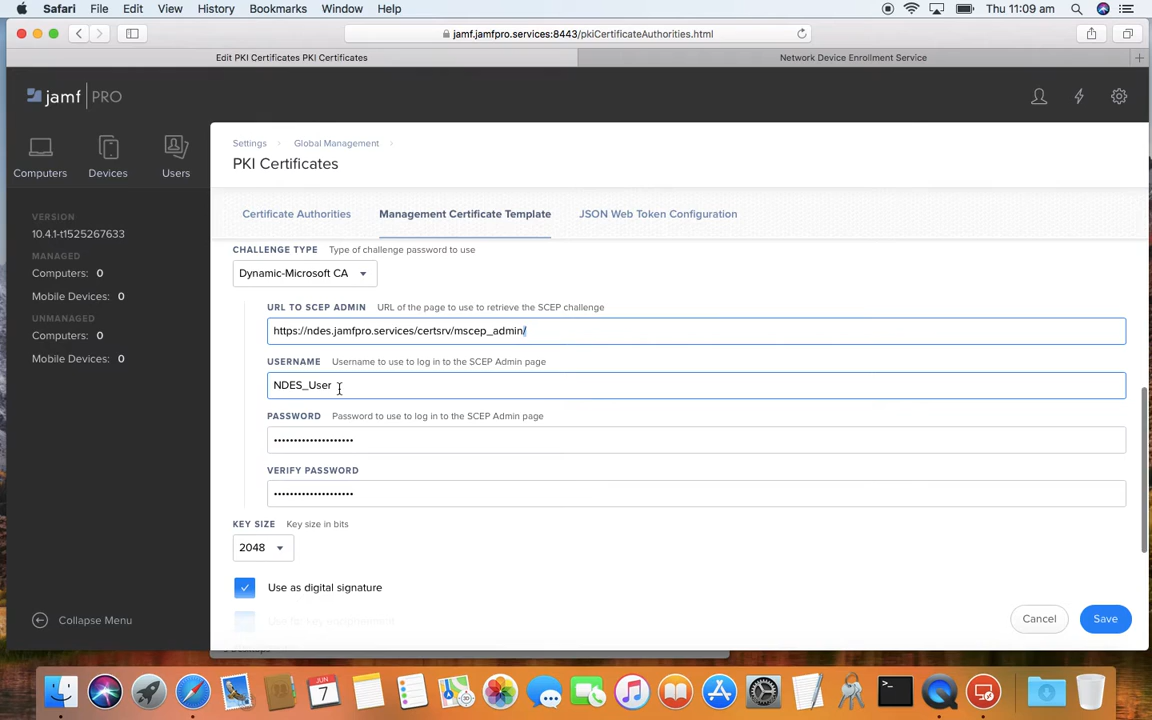 Safari File Edit View History Bookmarks Window Help Thu 11:09 am
jamf.jamfpro.services:8443/pkiCertificateAuthorities.html
Edit PKI Certificates PKI Certificates
Network Device Enrollment Service
jamf PRO
Computers
Devices
Users
VERSION
10.4.1-t1525267633
MANAGED
Computers: 0
Mobile Devices: 0
UNMANAGED
Computers: 0
Mobile Devices: 0
Collapse Menu
Settings Global Management
PKI Certificates
Certificate Authorities Management Certificate Template JSON Web Token Configuration
CHALLENGE TYPE Type of challenge password to use
Dynamic-Microsoft CA
URL TO SCEP ADMIN URL of the page to use to retrieve the SCEP challenge
https://ndes.jamfpro.services/certsrv/mscep_admin/
USERNAME Username to use to log in to the SCEP Admin page
NDES_User
PASSWORD Password to use to log in to the SCEP Admin page
••••••••••••••••••••
VERIFY PASSWORD
••••••••••••••••••••
KEY SIZE Key size in bits
2048
Use as digital signature
Use for key encipherment
Cancel Save
JUN
7